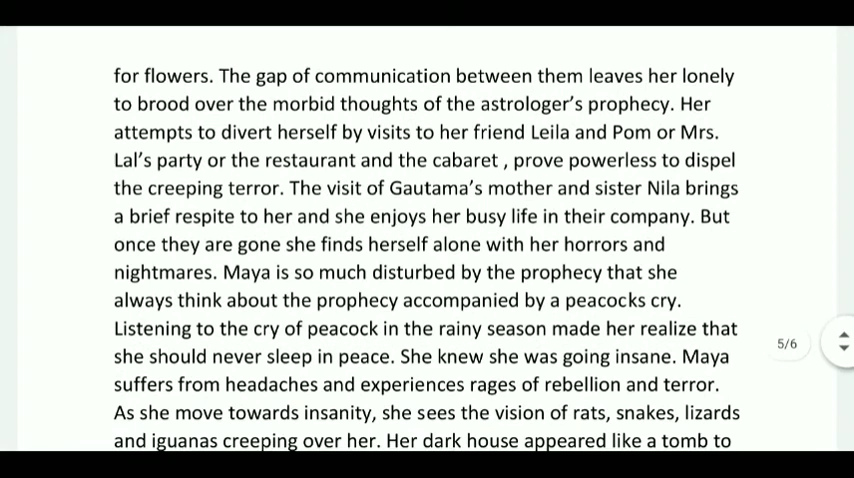 for flowers. The gap of communication between them leaves her lonely
to brood over the morbid thoughts of the astrologer's prophecy. Her
attempts to divert herself by visits to her friend Leila and Pom or Mrs.
Lal's party or the restaurant and the cabaret , prove powerless to dispel
the creeping terror. The visit of Gautama's mother and sister Nila brings
a brief respite to her and she enjoys her busy life in their company. But
once they are gone she finds herself alone with her horrors and
nightmares. Maya is so much disturbed by the prophecy that she
always think about the prophecy accompanied by a peacocks cry.
Listening to the cry of peacock in the rainy season made her realize that
she should never sleep in peace. She knew she was going insane. Maya
suffers from headaches and experiences rages of rebellion and terror.
As she move towards insanity, she sees the vision of rats, snakes, lizards
and iguanas creeping over her. Her dark house appeared like a tomb to
5/6